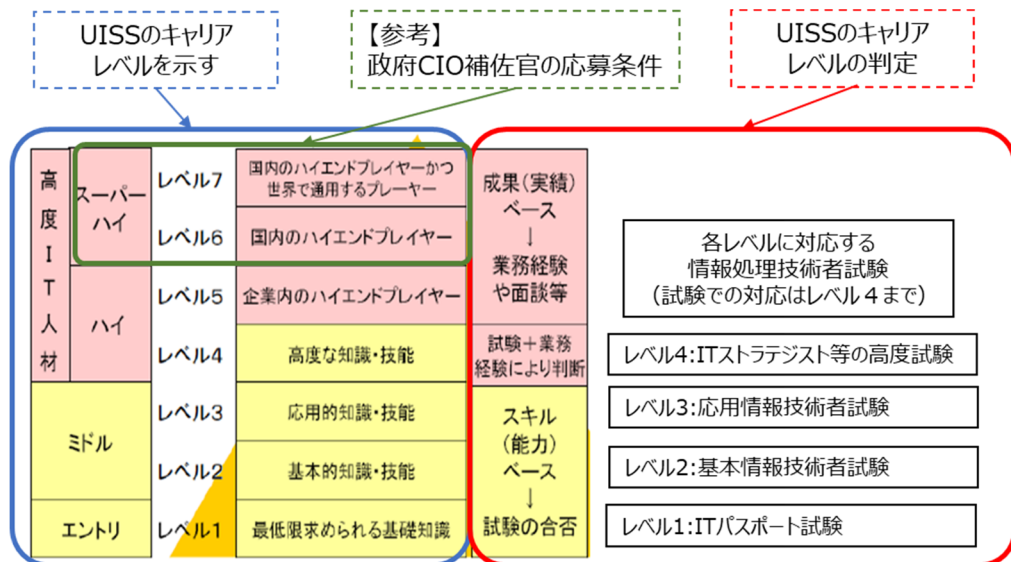 UISSのキャリア
レベルを示す
【参考】
政府CIO補佐官の応募条件
UISSのキャリア
レベルの判定
高度IT人材
スーパー
ハイ
ハイ
ミドル
エントリ
レベル7
国内のハイエンドプレイヤーかつ
世界で通用するプレーヤー
レベル6
国内のハイエンドプレイヤー
レベル5
企業内のハイエンドプレイヤー
レベル4
高度な知識・技能
レベル3
応用的知識・技能
レベル2
基本的知識・技能
レベル1
最低限求められる基礎知識
成果(実績)
ベース
↓
業務経験
や面談等
試験+業務
経験により判断
スキル
(能力)
ベース
↓
試験の合否
各レベルに対応する
情報処理技術者試験
(試験での対応はレベル4まで)
レベル4:ITストラテジスト等の高度試験
レベル3:応用情報技術者試験
レベル2:基本情報技術者試験
レベル1:ITパスポート試験